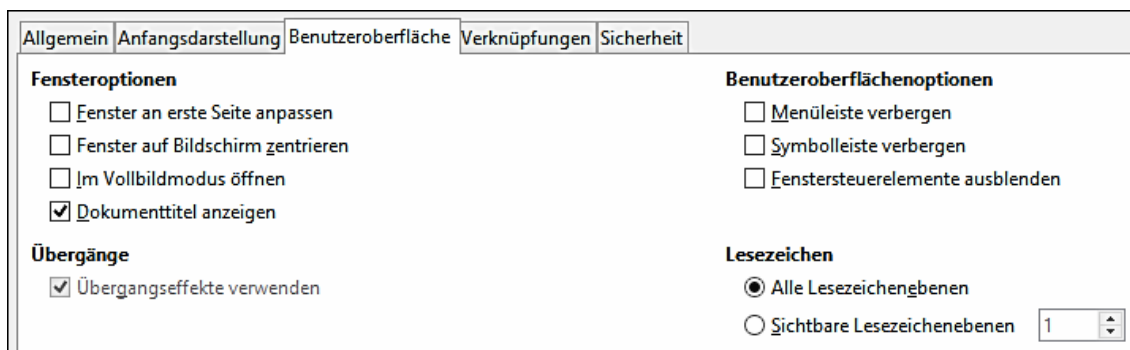 Allgemein Anfangsdarstellung Benutzeroberfläche Verknüpfungen Sicherheit
Fensteroptionen
Fenster an erste Seite anpassen
Fenster auf Bildschirm zentrieren
Im Vollbildmodus öffnen
Dokumenttitel anzeigen
Übergänge
Übergangseffekte verwenden
Benutzeroberflächenoptionen
Menüleiste verbergen
Symbolleiste verbergen
Fenstersteuerelemente ausblenden
Lesezeichen
Alle Lesezeichenebenen
Sichtbare Lesezeichenebenen 1